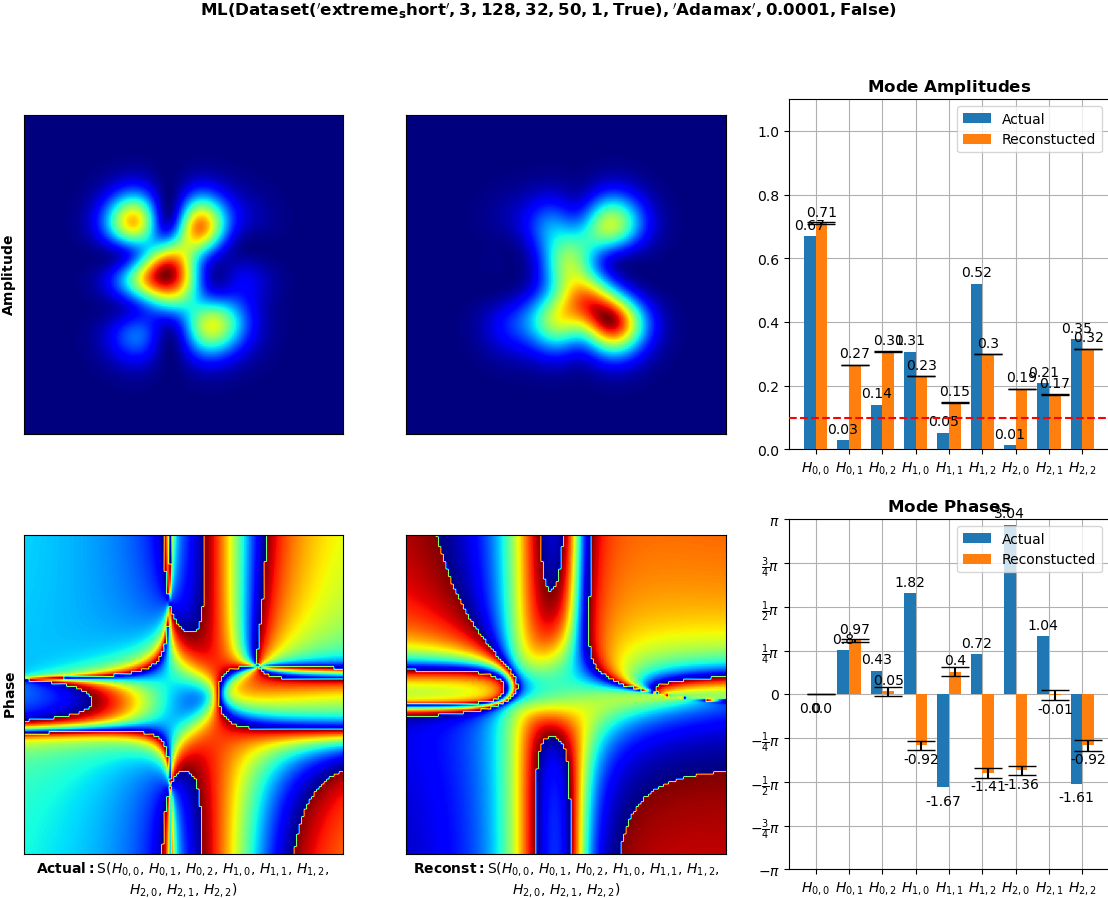 ML(Dataset('extreme_short', 3, 128, 32, 50, 1, True),'Adamax', 0.0001, False)
Amplitude
Mode Amplitudes
Actual
Reconstucted
1.0
0.8
0.6
0.4
0.2
0.0
0.67 0.03 0.14 0.31 0.05 0.52 0.01 0.21 0.35
0.71 0.27 0.31 0.23 0.15 0.3 0.19 0.17 0.32
H0,0 H0,1 H0,2 H1,0 H1,1 H1,2 H2,0 H2,1 H2,2
Phase
Mode Phases
Actual
Reconstucted
π
3/4π
1/2π
1/4π
0
−1/4π
−1/2π
−3/4π
−π
0.0 0.8 0.43 1.82 -1.67 0.72 3.04 1.04 -1.61
0.0 0.97 0.05 -0.92 0.4 -1.41 -1.36 -0.01 -0.92
H0,0 H0,1 H0,2 H1,0 H1,1 H1,2 H2,0 H2,1 H2,2
Actual: S(H0,0, H0,1, H0,2, H1,0, H1,1, H1,2,
H2,0, H2,1, H2,2)
Reconst: S(H0,0, H0,1, H0,2, H1,0, H1,1, H1,2,
H2,0, H2,1, H2,2)